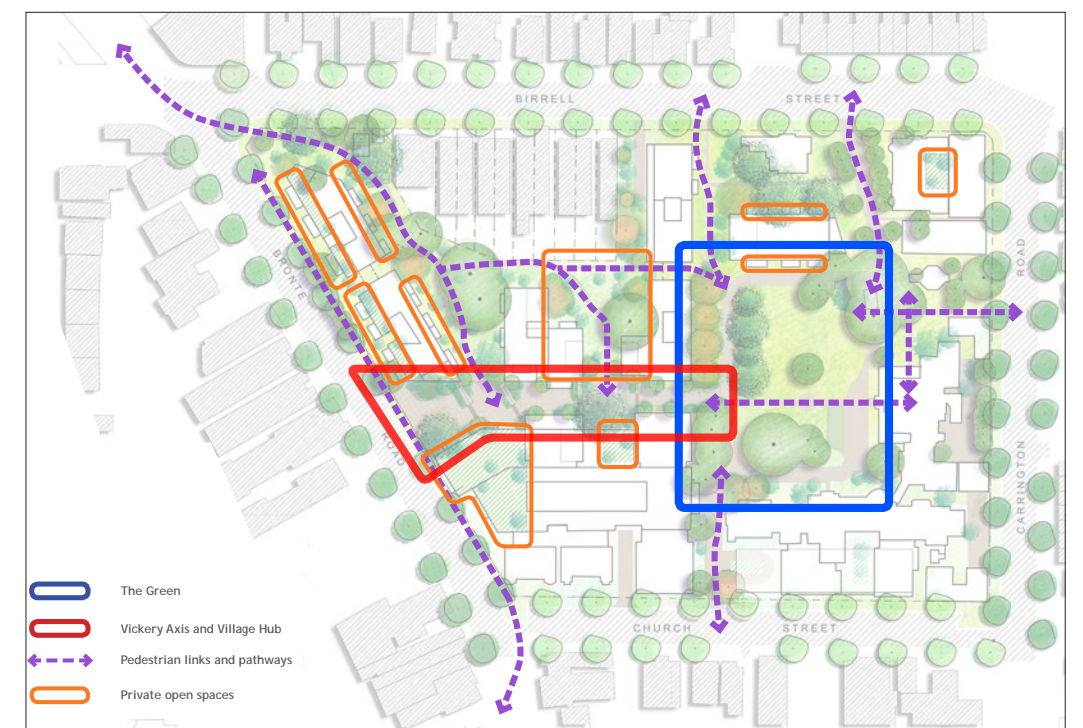 BIRRELL STREET
BRONTE ROAD
ROAD
CARRINGTON
CHURCH STREET
The Green
Vickery Axis and Village Hub
Pedestrian links and pathways
Private open spaces